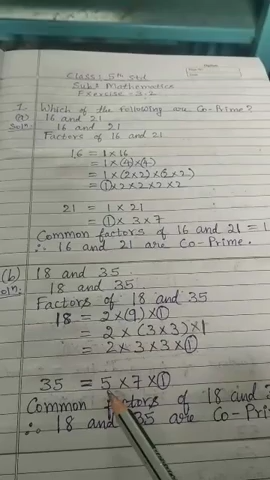 Class: 5th Std
Sub: Mathematics
Exercise: 3.2
1. Which of the following are Co-Prime?
(a) 16 and 21
Soln. 16 and 21
Factors of 16 and 21
16 = 1 × 16
= 1 × (4) × (4)
= 1 × (2 × 2) × (2 × 2)
= ① × 2 × 2 × 2 × 2
21 = 1 × 21
= ① × 3 × 7
Common factors of 16 and 21 = 1
∴ 16 and 21 are Co-Prime.
(b) 18 and 35
Soln. 18 and 35
Factors of 18 and 35
18 = 2 × (9) × ①
= 2 × (3 × 3) × 1
= 2 × 3 × 3 × ①
35 = 5 × 7 × ①
Common factors of 18 and
∴ 18 and 35 are Co-Pri